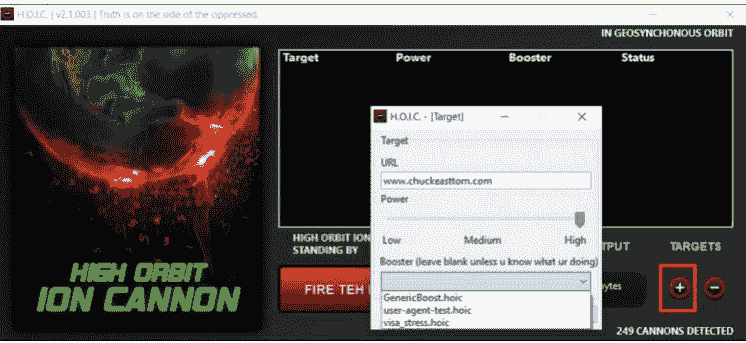 H.O.I.C. | v2.1.003 | Truth is on the side of the oppressed.
IN GEOSYNCHONOUS ORBIT
Target Power Booster Status
H.O.I.C. - [Target]
Target
URL
www.chuckeasttom.com
Power
Low Medium High
HIGH ORBIT ION
STANDING BY
TPUT TARGETS
Booster (leave blank unless u know what ur doing)
HIGH ORBIT
ION CANNON
FIRE TEH
ytes
+ -
GenericBoost.hoic
user-agent-test.hoic
visa_stress.hoic
249 CANNONS DETECTED